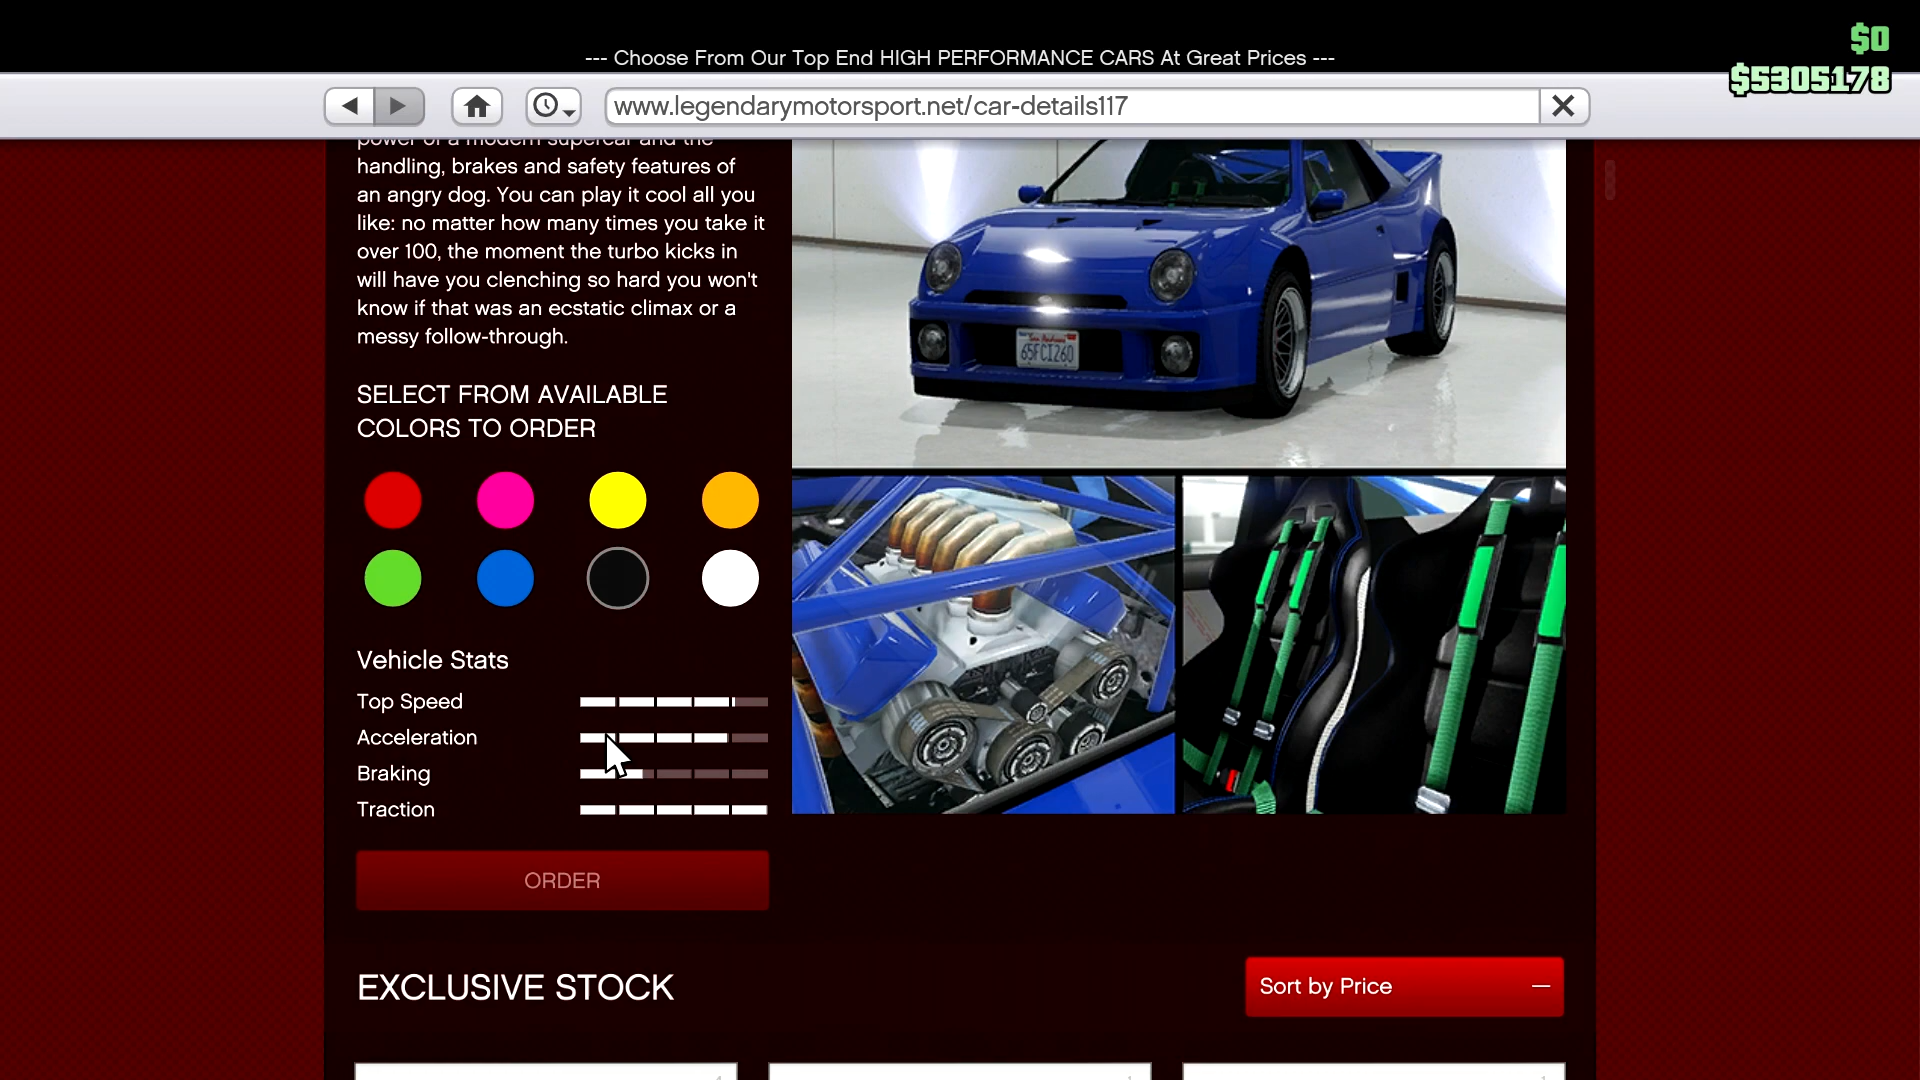 $0
--- Choose From Our Top End HIGH PERFORMANCE CARS At Great Prices ---
$5305178
www.legendarymotorsport.net/car-details117
power of a modern supercar and the
handling, brakes and safety features of
an angry dog. You can play it cool all you
like: no matter how many times you take it
over 100, the moment the turbo kicks in
will have you clenching so hard you won't
know if that was an ecstatic climax or a
messy follow-through.
65FCI260
SELECT FROM AVAILABLE
COLORS TO ORDER
Vehicle Stats
Top Speed
Acceleration
Braking
Traction
ORDER
EXCLUSIVE STOCK
Sort by Price